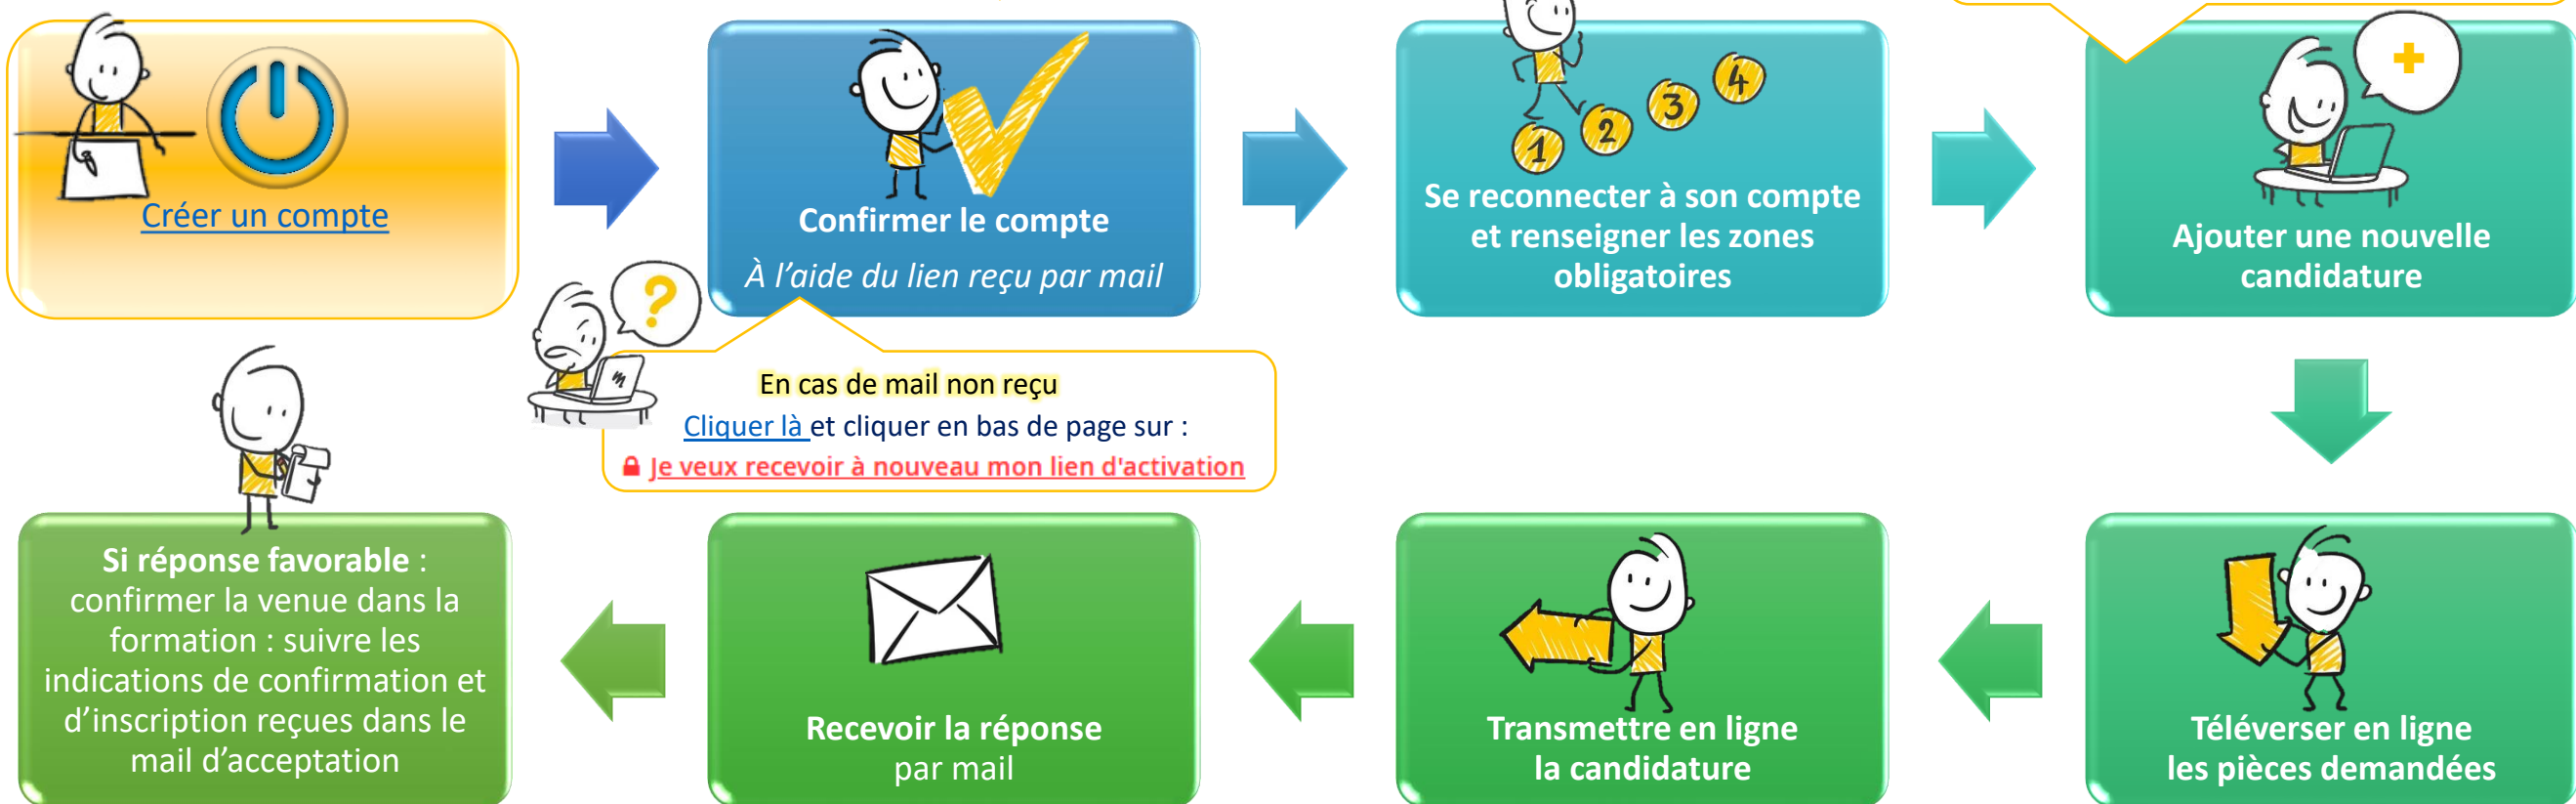 Créer un compte
Confirmer le compte
À l’aide du lien reçu par mail
1
2
3
4
Se reconnecter à son compte
et renseigner les zones
obligatoires
Ajouter une nouvelle
candidature
?
En cas de mail non reçu
Cliquer là et cliquer en bas de page sur :
Je veux recevoir à nouveau mon lien d'activation
Téléverser en ligne
les pièces demandées
Transmettre en ligne
la candidature
Recevoir la réponse
par mail
Si réponse favorable :
confirmer la venue dans la
formation : suivre les
indications de confirmation et
d’inscription reçues dans le
mail d’acceptation